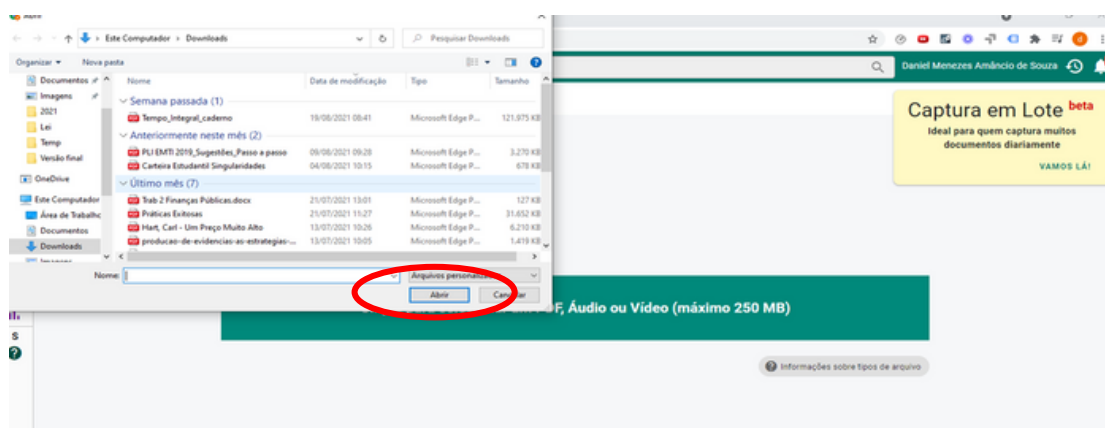 Abrir
Este Computador › Downloads
Pesquisar Downloads
Organizar
Nova pasta
Documentos
Imagens
2021
Lei
Temp
Versão final
OneDrive
Este Computador
Área de Trabalho
Documentos
Downloads
Nome
Data de modificação
Tipo
Tamanho
Semana passada (1)
Tempo_Integral_caderno 19/08/2021 08:41 Microsoft Edge P... 121.975 KB
Anteriormente neste mês (2)
PLI EMTI 2019_Sugestões_Passo a passo 09/08/2021 09:28 Microsoft Edge P... 3.270 KB
Carteira Estudantil Singularidades 04/08/2021 10:15 Microsoft Edge P... 678 KB
Último mês (7)
Trab 2 Finanças Públicas.docx 21/07/2021 13:01 Microsoft Edge P... 127 KB
Práticas Exitosas 21/07/2021 11:27 Microsoft Edge P... 31.652 KB
Hart, Carl - Um Preço Muito Alto 13/07/2021 10:26 Microsoft Edge P... 6.210 KB
producao-de-evidencias-as-estrategias-... 13/07/2021 10:05 Microsoft Edge P... 1.419 KB
Nome:
Arquivos personaliz
Abrir
Cancelar
Daniel Menezes Amâncio de Souza
Captura em Lote beta
Ideal para quem captura muitos
documentos diariamente
VAMOS LÁ!
Áudio ou Vídeo (máximo 250 MB)
Informações sobre tipos de arquivo